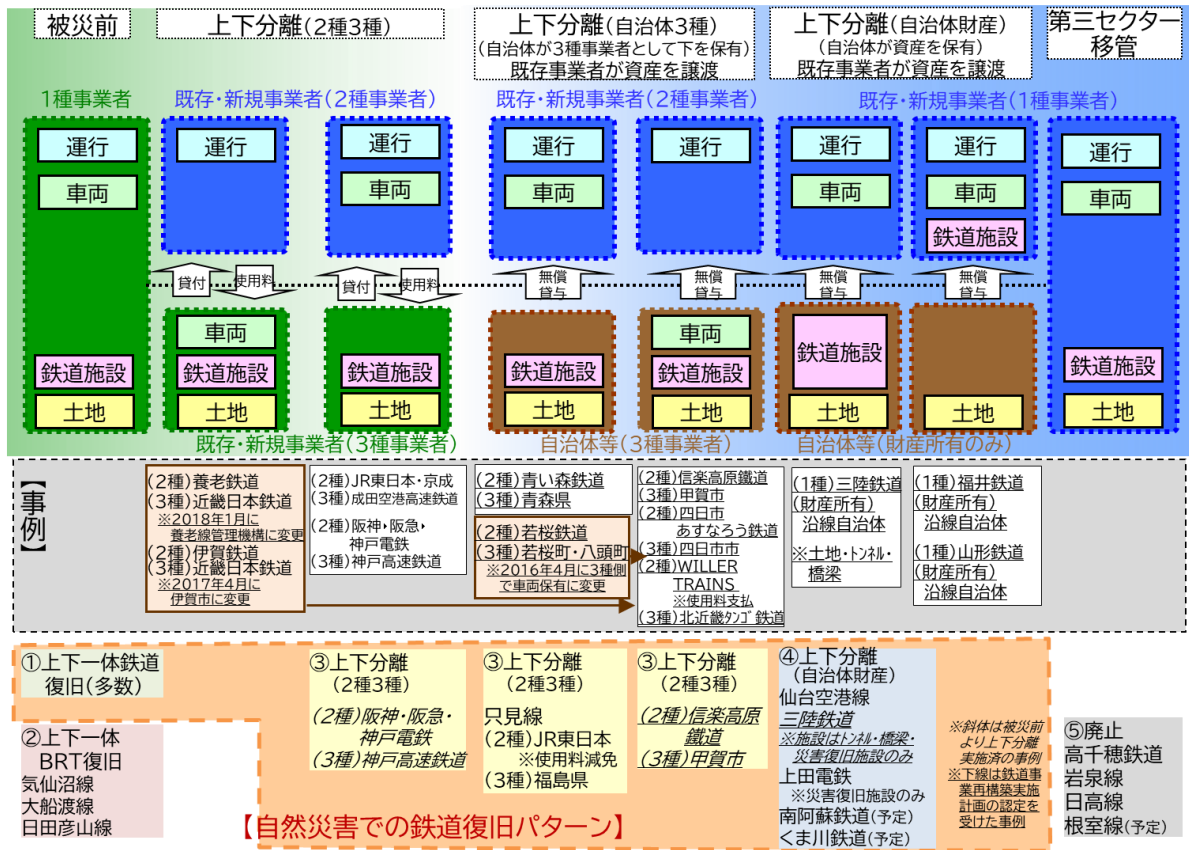 被災前
上下分離(2種3種)
上下分離(自治体3種)
(自治体が3種事業者として下を保有)
既存事業者が資産を譲渡
上下分離(自治体財産)
(自治体が資産を保有)
既存事業者が資産を譲渡
第三セクター
移管
1種事業者
既存・新規事業者(2種事業者)
既存・新規事業者(2種事業者)
既存・新規事業者(1種事業者)
運行
運行
運行
運行
運行
運行
運行
運行
車両
車両
車両
車両
車両
車両
鉄道施設
貸付
使用料
貸付
使用料
無償
貸与
無償
貸与
無償
貸与
無償
貸与
車両
車両
鉄道施設
鉄道施設
鉄道施設
鉄道施設
鉄道施設
鉄道施設
鉄道施設
土地
土地
土地
土地
土地
土地
土地
土地
既存・新規事業者(3種事業者)
自治体等(3種事業者)
自治体等(財産所有のみ)
【事例】
(2種)養老鉄道
(3種)近畿日本鉄道
※2018年1月に
養老線管理機構に変更
(2種)伊賀鉄道
(3種)近畿日本鉄道
※2017年4月に
伊賀市に変更
(2種)JR東日本・京成
(3種)成田空港高速鉄道
(2種)阪神・阪急・
神戸電鉄
(3種)神戸高速鉄道
(2種)青い森鉄道
(3種)青森県
(2種)若桜鉄道
(3種)若桜町・八頭町
※2016年4月に3種側
で車両保有に変更
(2種)信楽高原鐵道
(3種)甲賀市
(2種)四日市
あすなろう鉄道
(3種)四日市市
(2種)WILLER
TRAINS
※使用料支払
(3種)北近畿タンゴ鉄道
(1種)三陸鉄道
(財産所有)
沿線自治体
※土地・トンネル・
橋梁
(1種)福井鉄道
(財産所有)
沿線自治体
(1種)山形鉄道
(財産所有)
沿線自治体
①上下一体鉄道
復旧(多数)
②上下一体
BRT復旧
気仙沼線
大船渡線
日田彦山線
③上下分離
(2種3種)
(2種)阪神・阪急・
神戸電鉄
(3種)神戸高速鉄道
③上下分離
(2種3種)
只見線
(2種)JR東日本
※使用料減免
(3種)福島県
③上下分離
(2種3種)
(2種)信楽高原
鐵道
(3種)甲賀市
④上下分離
(自治体財産)
仙台空港線
三陸鉄道
※施設はトンネル・橋梁・
災害復旧施設のみ
上田電鉄
※災害復旧施設のみ
南阿蘇鉄道(予定)
くま川鉄道(予定)
※斜体は被災前
より上下分離
実施済の事例
※下線は鉄道事
業再構築実施
計画の認定を
受けた事例
⑤廃止
高千穂鉄道
岩泉線
日高線
根室線(予定)
【自然災害での鉄道復旧パターン】